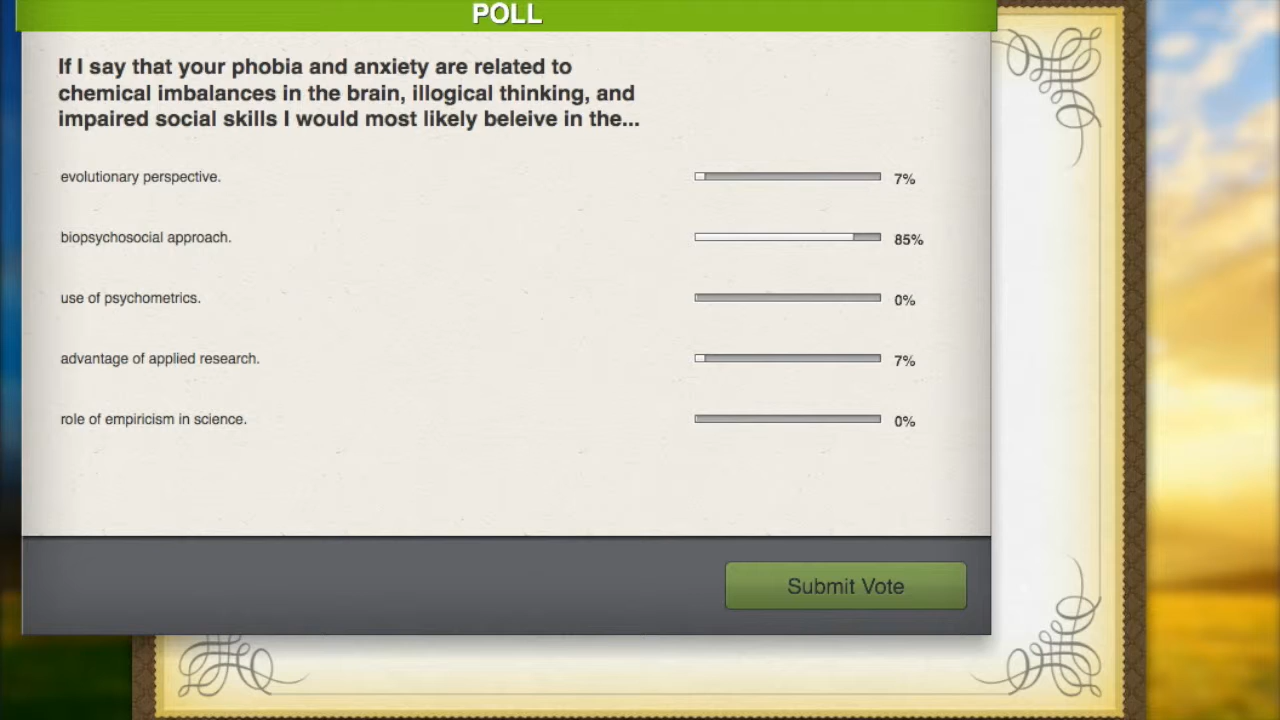 POLL
If I say that your phobia and anxiety are related to
chemical imbalances in the brain, illogical thinking, and
impaired social skills I would most likely beleive in the...
evolutionary perspective. 7%
biopsychosocial approach. 85%
use of psychometrics. 0%
advantage of applied research. 7%
role of empiricism in science. 0%
Submit Vote